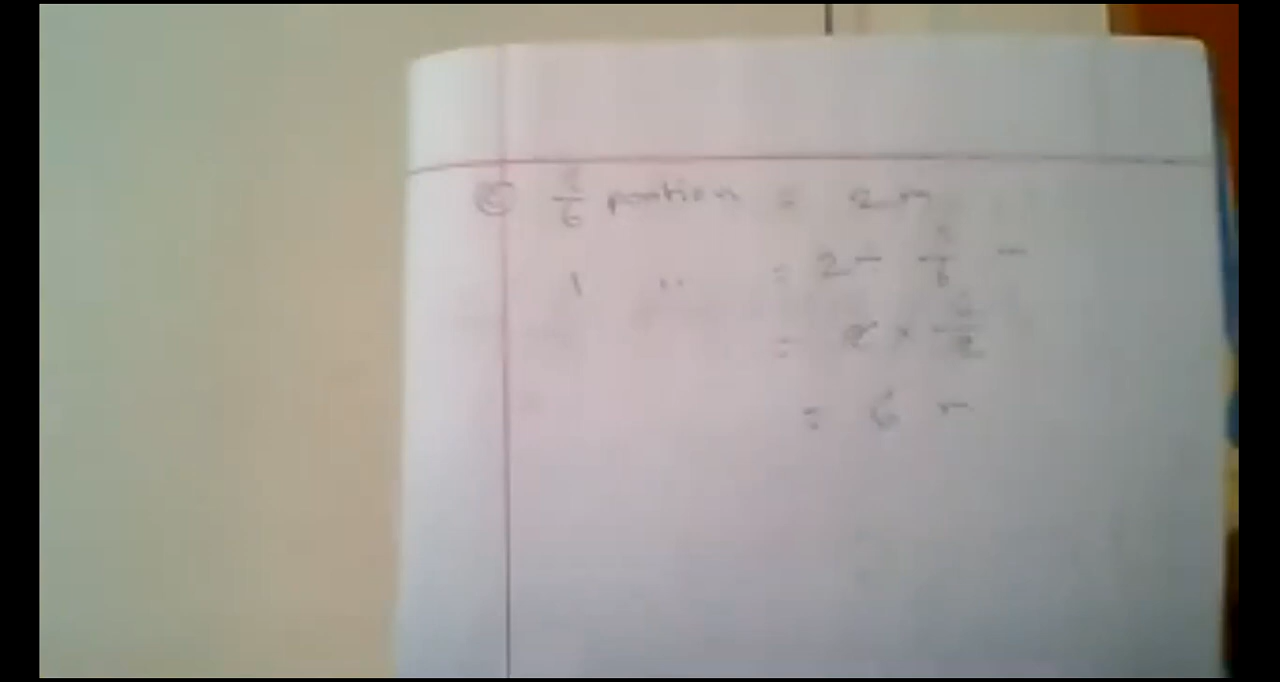 © 2/6 portion = 2 m
1 " = 2 ÷ 2/6 m
= 2 × 6/2
= 6 m